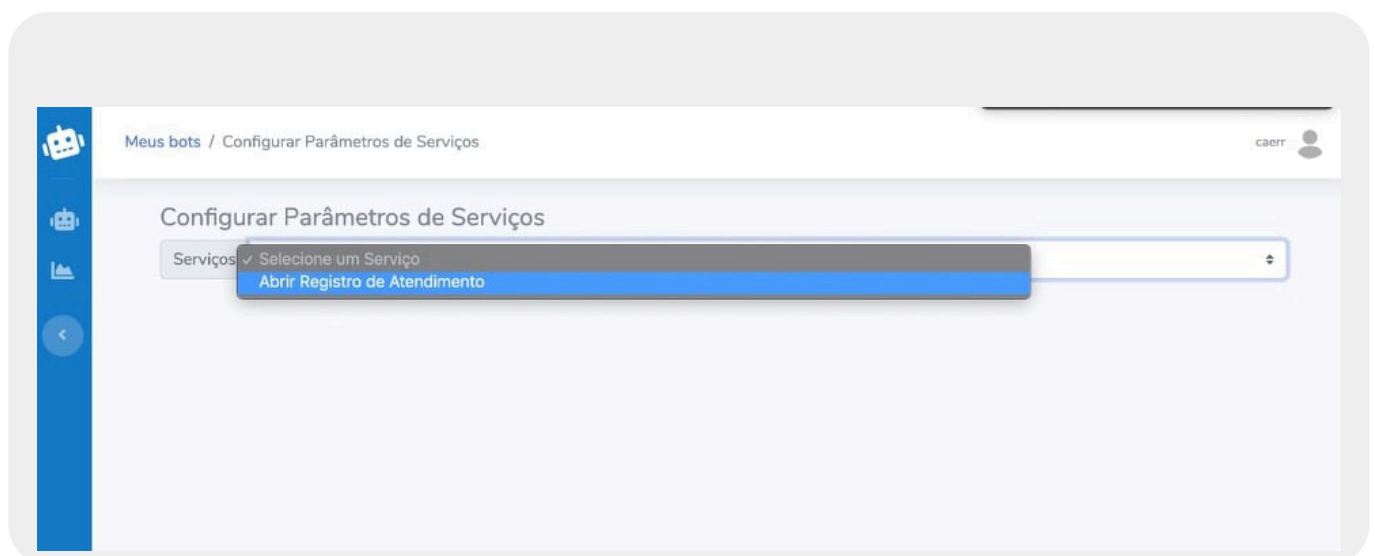 Meus bots / Configurar Parâmetros de Serviços
caerr
Configurar Parâmetros de Serviços
Serviços
✓ Selecione um Serviço
Abrir Registro de Atendimento